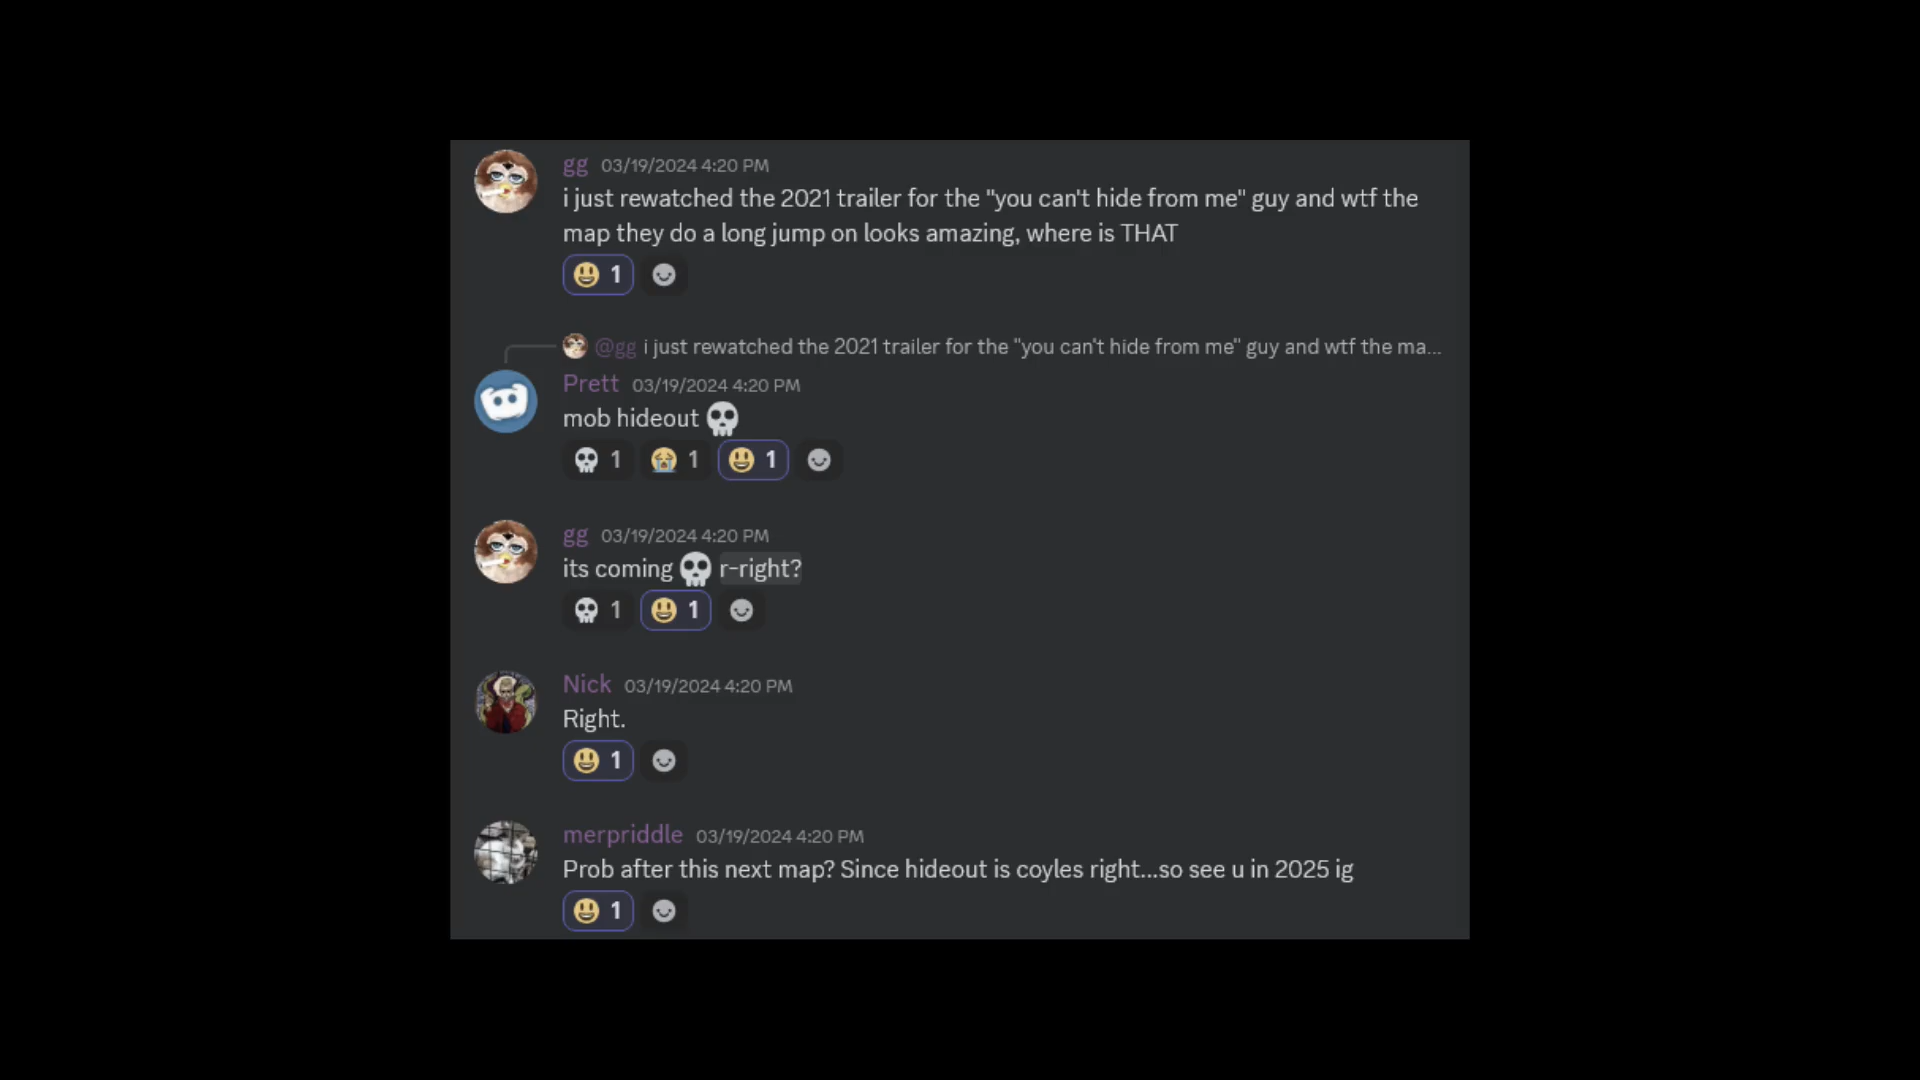 gg 03/19/2024 4:20 PM
i just rewatched the 2021 trailer for the "you can't hide from me" guy and wtf the
map they do a long jump on looks amazing, where is THAT
1
@gg i just rewatched the 2021 trailer for the "you can't hide from me" guy and wtf the ma...
Prett 03/19/2024 4:20 PM
mob hideout 💀
1 1 1
gg 03/19/2024 4:20 PM
its coming 💀 r-right?
1 1
Nick 03/19/2024 4:20 PM
Right.
1
merpriddle 03/19/2024 4:20 PM
Prob after this next map? Since hideout is coyles right...so see u in 2025 ig
1